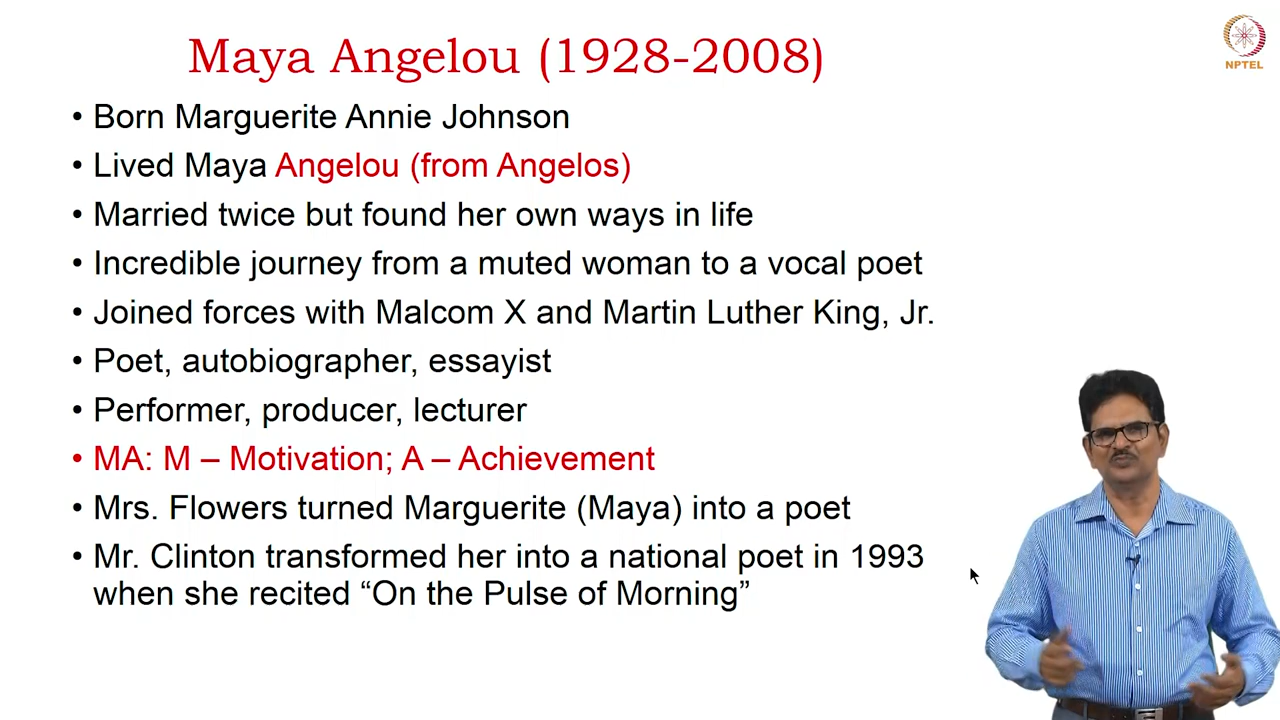 Maya Angelou (1928-2008)
• Born Marguerite Annie Johnson
• Lived Maya Angelou (from Angelos)
• Married twice but found her own ways in life
• Incredible journey from a muted woman to a vocal poet
• Joined forces with Malcom X and Martin Luther King, Jr.
• Poet, autobiographer, essayist
• Performer, producer, lecturer
• MA: M – Motivation; A – Achievement
• Mrs. Flowers turned Marguerite (Maya) into a poet
• Mr. Clinton transformed her into a national poet in 1993
when she recited “On the Pulse of Morning”
NPTEL